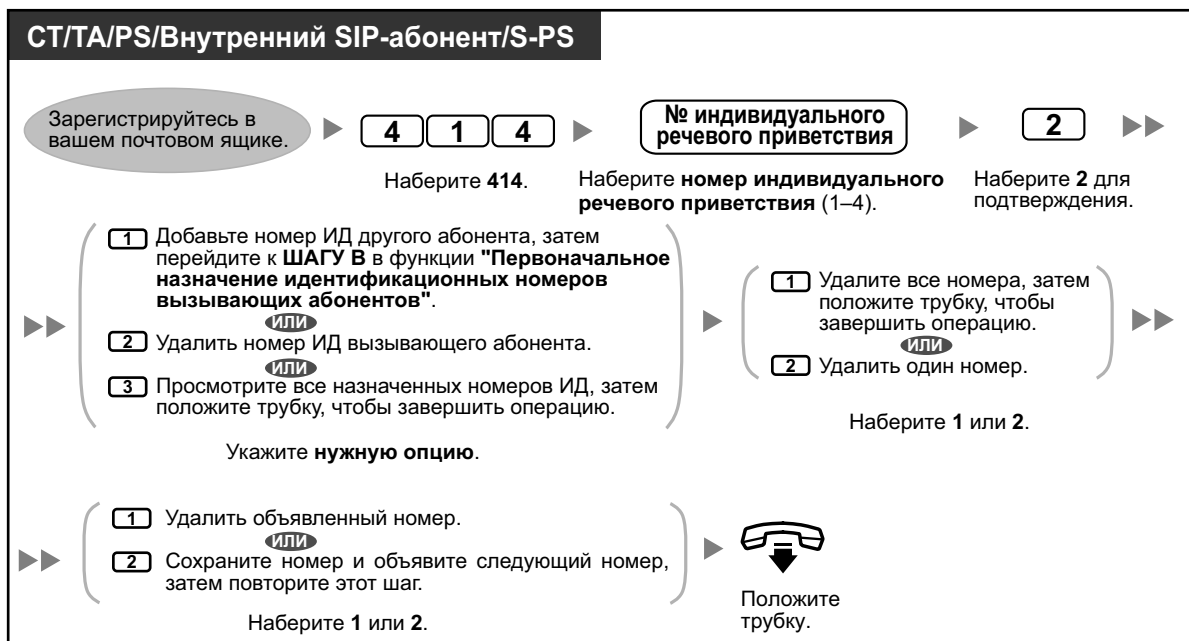 СТ/ТА/PS/Внутренний SIP-абонент/S-PS
Зарегистрируйтесь в
вашем почтовом ящике.
4 1 4
Наберите 414.
№ индивидуального
речевого приветствия
Наберите номер индивидуального
речевого приветствия (1–4).
2
Наберите 2 для
подтверждения.
1 Добавьте номер ИД другого абонента, затем
перейдите к ШАГУ В в функции "Первоначальное
назначение идентификационных номеров
вызывающих абонентов".
ИЛИ
2 Удалить номер ИД вызывающего абонента.
ИЛИ
3 Просмотрите все назначенных номеров ИД, затем
положите трубку, чтобы завершить операцию.
Укажите нужную опцию.
1 Удалите все номера, затем
положите трубку, чтобы
завершить операцию.
ИЛИ
2 Удалить один номер.
Наберите 1 или 2.
1 Удалить объявленный номер.
ИЛИ
2 Сохраните номер и объявите следующий номер,
затем повторите этот шаг.
Наберите 1 или 2.
Положите
трубку.